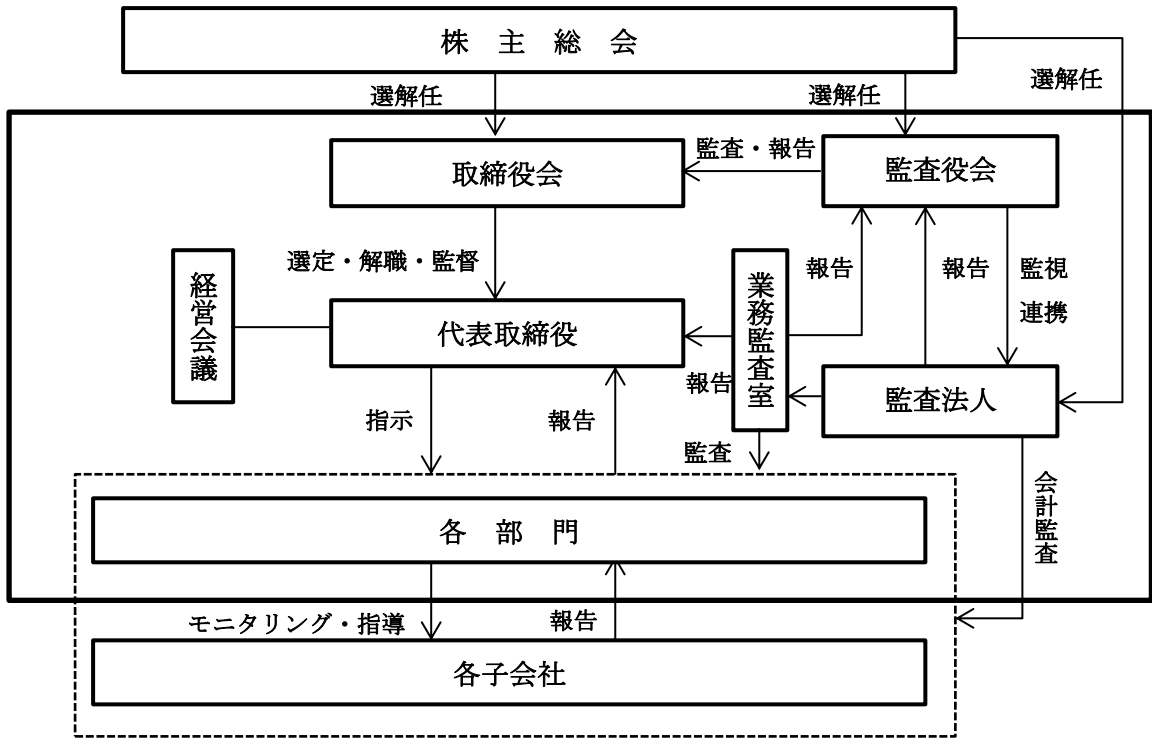 株 主 総 会
選解任
選解任
選解任
監査・報告
取締役会
監査役会
選定・解職・監督
報告
報告
監視
連携
経営会議
代表取締役
業務監査室
報告
監査法人
指示
報告
監査
会計監査
各 部 門
モニタリング・指導
報告
各子会社